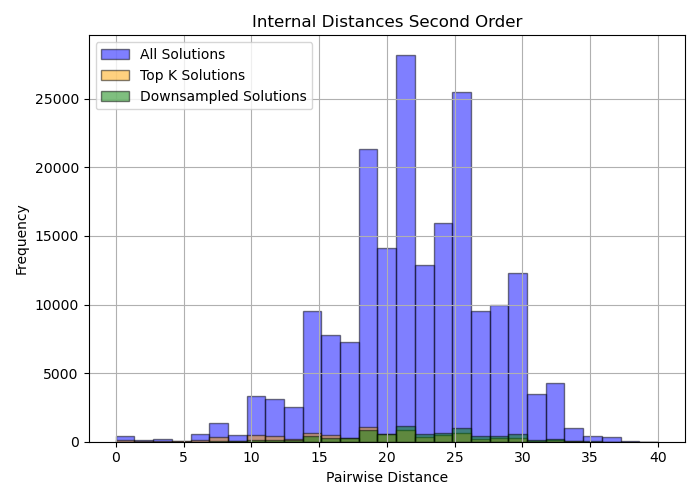 Internal Distances Second Order
All Solutions
Top K Solutions
Downsampled Solutions
Frequency
25000
20000
15000
10000
5000
0
0 5 10 15 20 25 30 35 40
Pairwise Distance